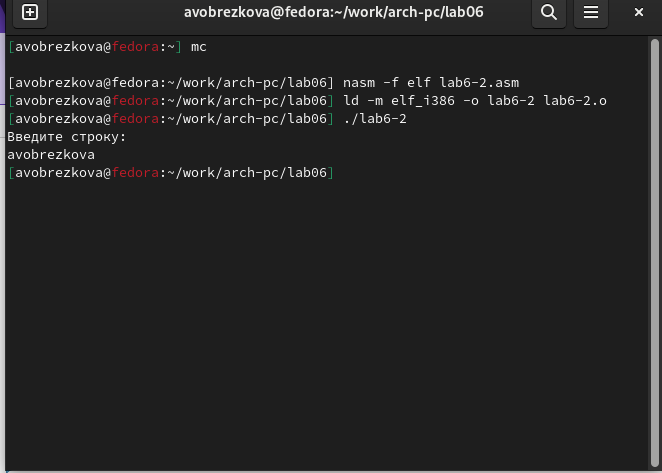 avobrezkova@fedora:~/work/arch-pc/lab06
[avobrezkova@fedora:~] mc
[avobrezkova@fedora:~/work/arch-pc/lab06] nasm -f elf lab6-2.asm
[avobrezkova@fedora:~/work/arch-pc/lab06] ld -m elf_i386 -o lab6-2 lab6-2.o
[avobrezkova@fedora:~/work/arch-pc/lab06] ./lab6-2
Введите строку:
avobrezkova
[avobrezkova@fedora:~/work/arch-pc/lab06]